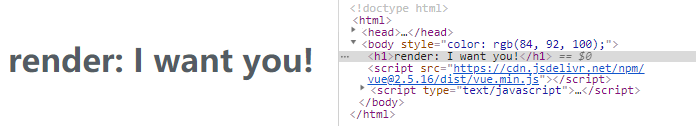 render: I want you!
<!doctype html>
<html>
<head>…</head>
<body style="color: rgb(84, 92, 100);">
… <h1>render: I want you!</h1> == $0
<script src="https://cdn.jsdelivr.net/npm/
vue@2.5.16/dist/vue.min.js"></script>
<script type="text/javascript">…</script>
</body>
</html>